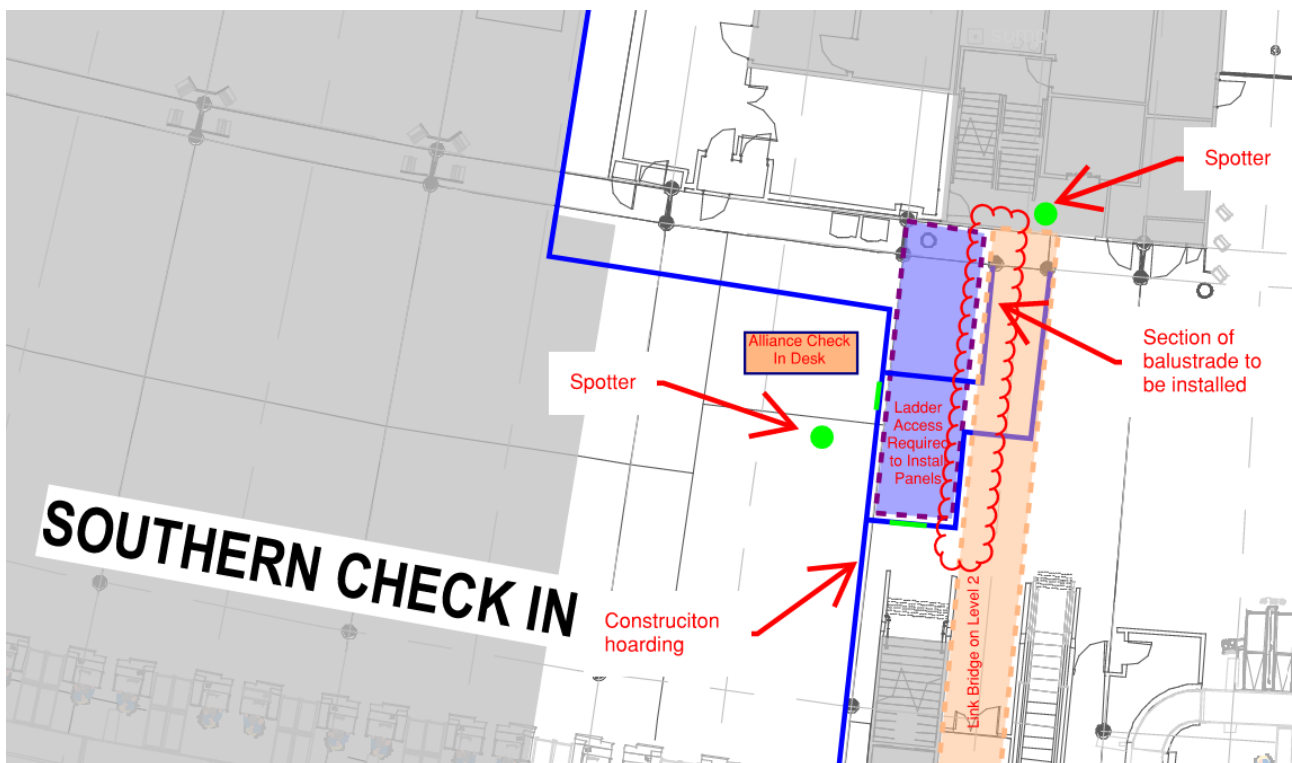 Spotter
Section of
balustrade to
be installed
Alliance Check
In Desk
Spotter
Ladder
Access
Required
to Install
Panels
SOUTHERN CHECK IN
Construciton
hoarding
Link Bridge on Level 2